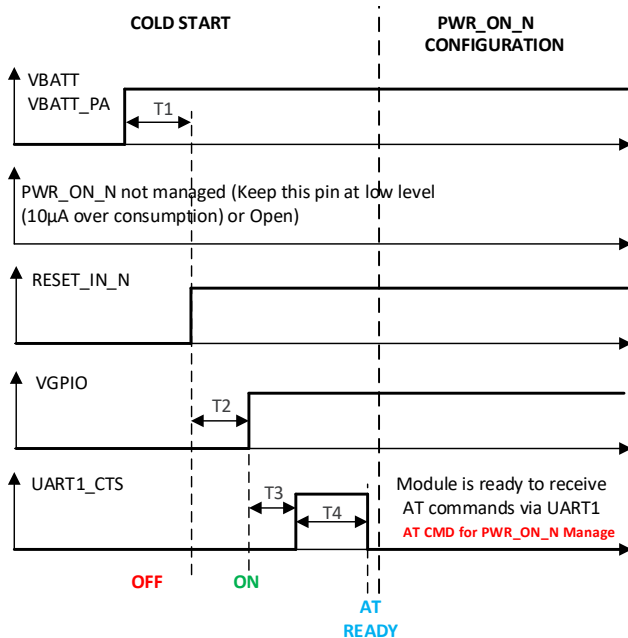 COLD START
PWR_ON_N
CONFIGURATION
VBATT
VBATT_PA
T1
PWR_ON_N not managed (Keep this pin at low level
(10µA over consumption) or Open)
RESET_IN_N
VGPIO
T2
UART1_CTS
T3
T4
Module is ready to receive
AT commands via UART1
AT CMD for PWR_ON_N Manage
OFF
ON
AT
READY